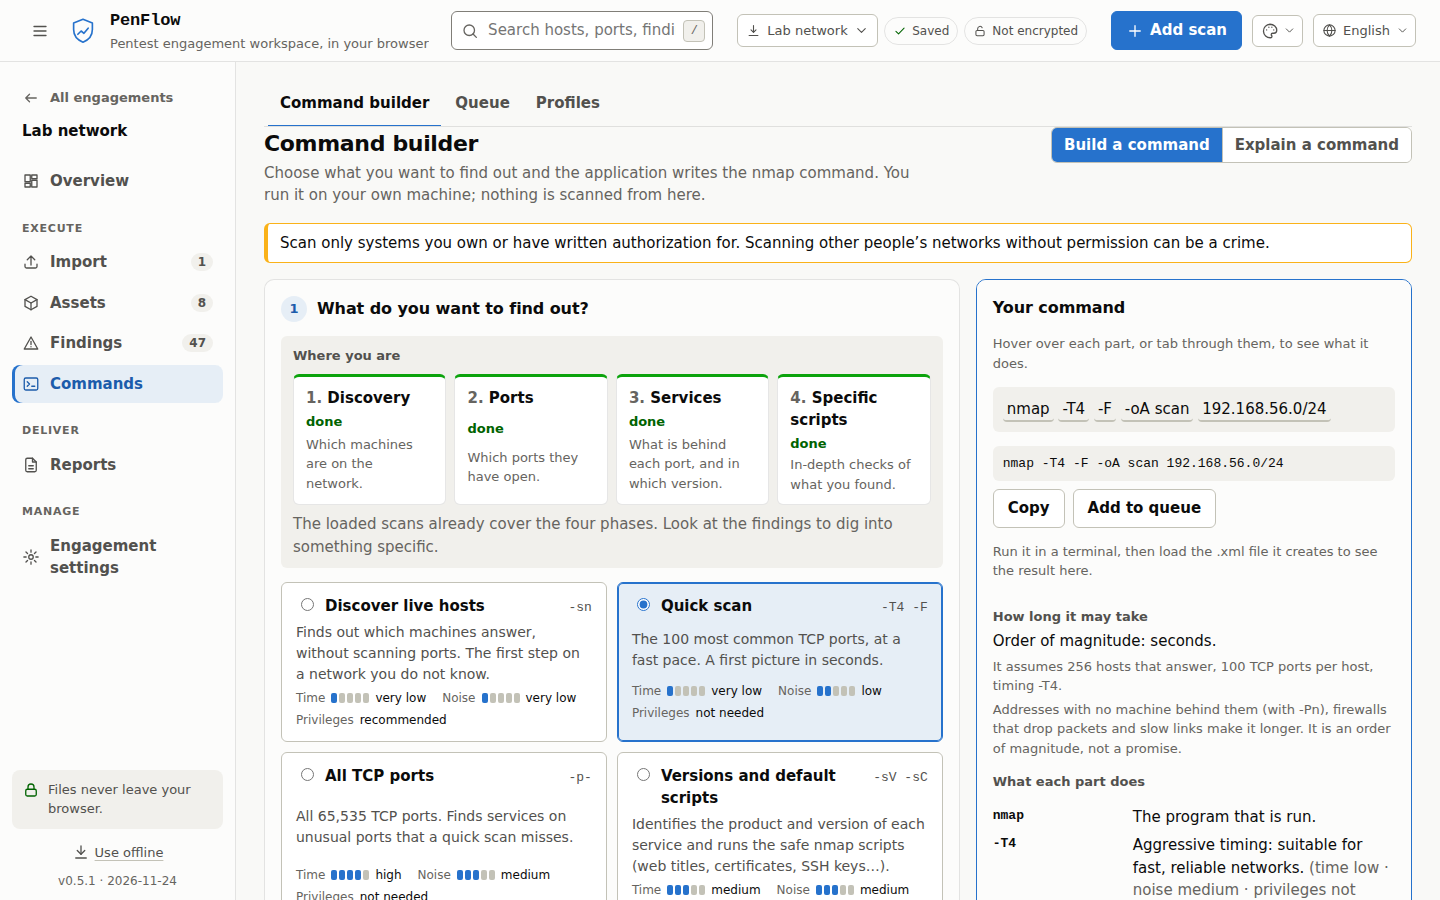 PenFlow
Pentest engagement workspace, in your browser
Search hosts, ports, findi /
Lab network
Saved
Not encrypted
Add scan
English
All engagements
Lab network
Overview
EXECUTE
Import 1
Assets 8
Findings 47
Commands
DELIVER
Reports
MANAGE
Engagement
settings
Files never leave your
browser.
Use offline
v0.5.1 · 2026-11-24
Command builder Queue Profiles
Command builder
Build a command Explain a command
Choose what you want to find out and the application writes the nmap command. You
run it on your own machine; nothing is scanned from here.
Scan only systems you own or have written authorization for. Scanning other people’s networks without permission can be a crime.
1 What do you want to find out?
Where you are
1. Discovery
done
Which machines
are on the
network.
2. Ports
done
Which ports they
have open.
3. Services
done
What is behind
each port, and in
which version.
4. Specific
scripts
done
In-depth checks of
what you found.
The loaded scans already cover the four phases. Look at the findings to dig into
something specific.
Discover live hosts -sn
Finds out which machines answer,
without scanning ports. The first step on
a network you do not know.
Time very low Noise very low
Privileges recommended
Quick scan -T4 -F
The 100 most common TCP ports, at a
fast pace. A first picture in seconds.
Time very low Noise low
Privileges not needed
All TCP ports -p-
All 65,535 TCP ports. Finds services on
unusual ports that a quick scan misses.
Time high Noise medium
Privileges not needed
Versions and default
scripts -sV -sC
Identifies the product and version of each
service and runs the safe nmap scripts
(web titles, certificates, SSH keys…).
Time medium Noise medium
Your command
Hover over each part, or tab through them, to see what it
does.
nmap -T4 -F -oA scan 192.168.56.0/24
nmap -T4 -F -oA scan 192.168.56.0/24
Copy Add to queue
Run it in a terminal, then load the .xml file it creates to see
the result here.
How long it may take
Order of magnitude: seconds.
It assumes 256 hosts that answer, 100 TCP ports per host,
timing -T4.
Addresses with no machine behind them (with -Pn), firewalls
that drop packets and slow links make it longer. It is an order
of magnitude, not a promise.
What each part does
nmap The program that is run.
-T4 Aggressive timing: suitable for
fast, reliable networks. (time low ·
noise medium · privileges not